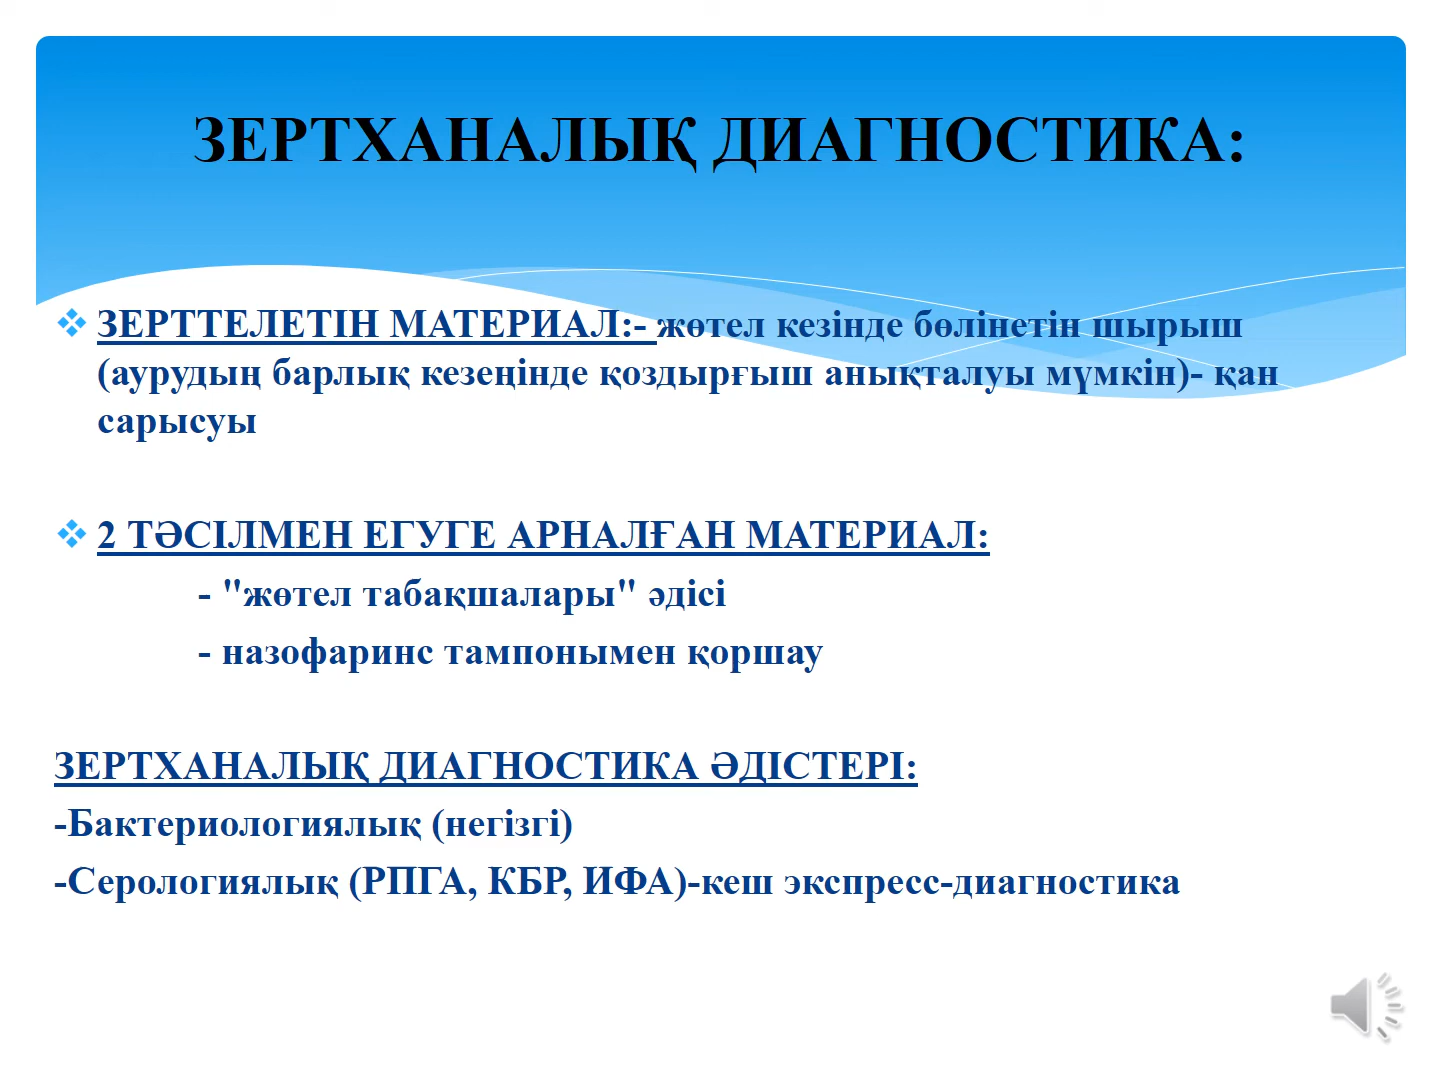 ЗЕРТХАНАЛЫҚ ДИАГНОСТИКА:
ЗЕРТТЕЛЕТІН МАТЕРИАЛ:- жөтел кезінде бөлінетін шырыш
(аурудың барлық кезеңінде қоздырғыш анықталуы мүмкін)- қан
сарысуы
2 ТӘСІЛМЕН ЕГУГЕ АРНАЛҒАН МАТЕРИАЛ:
- "жөтел табақшалары" әдісі
- назофаринс тампонымен қоршау
ЗЕРТХАНАЛЫҚ ДИАГНОСТИКА ӘДІСТЕРІ:
-Бактериологиялық (негізгі)
-Серологиялық (РПГА, КБР, ИФА)-кеш экспресс-диагностика